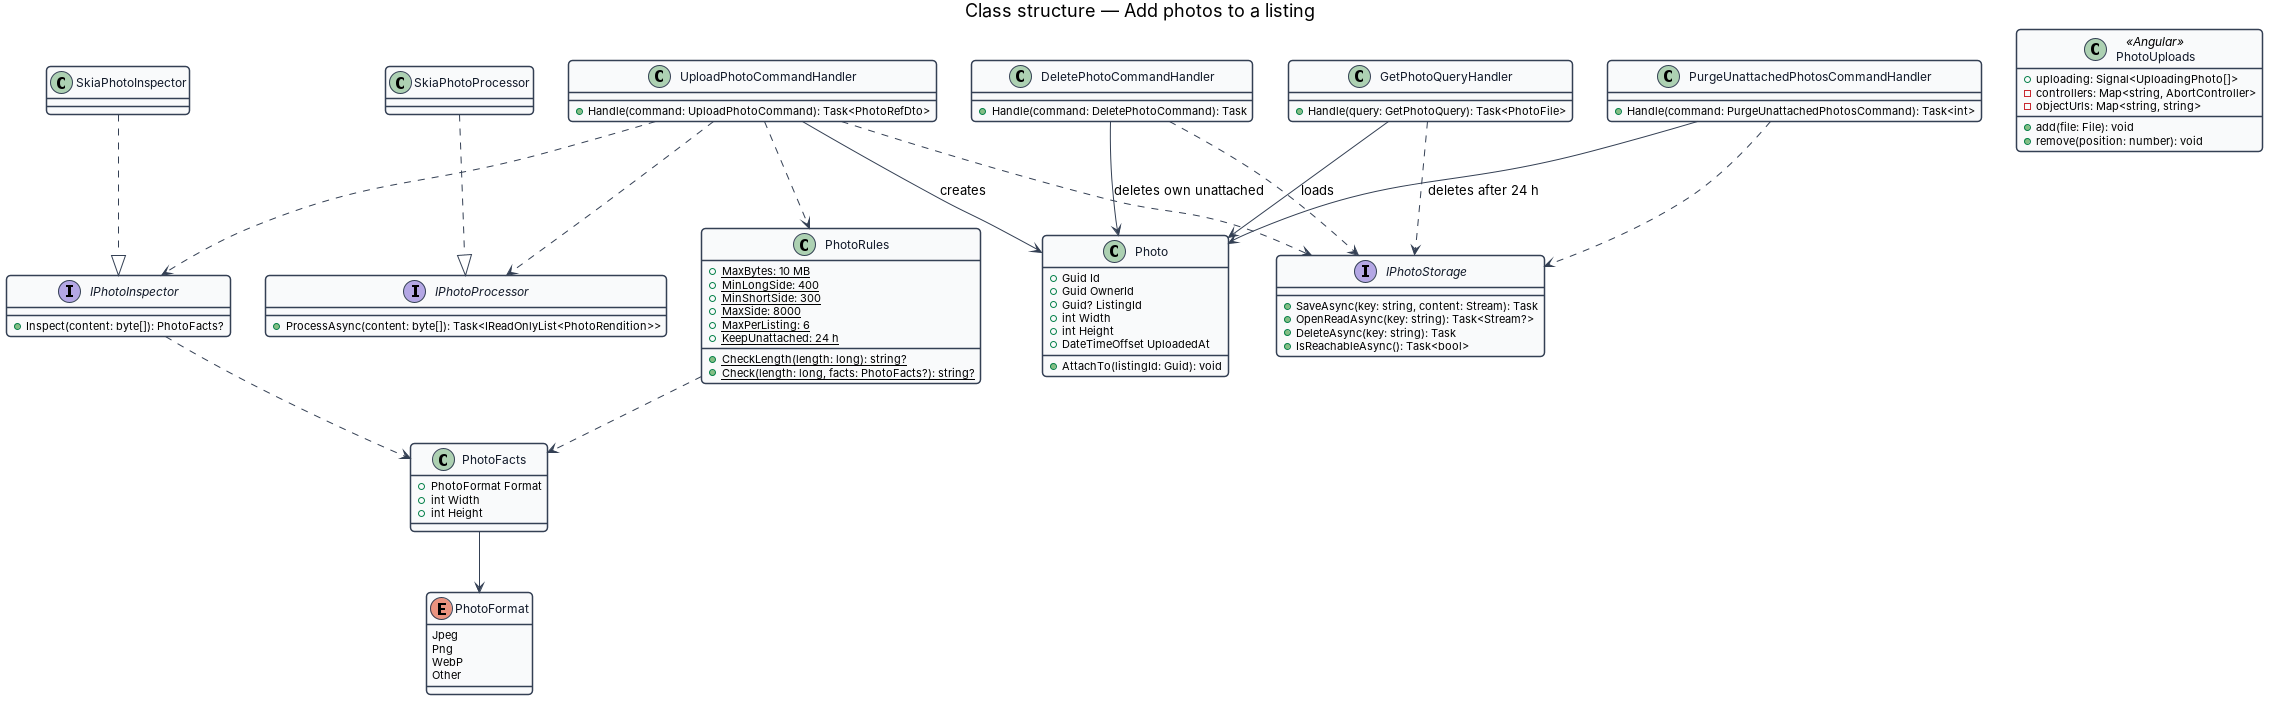 Class structure — Add photos to a listing
C SkiaPhotoInspector
C SkiaPhotoProcessor
C UploadPhotoCommandHandler
Handle(command: UploadPhotoCommand): Task<PhotoRefDto>
C DeletePhotoCommandHandler
Handle(command: DeletePhotoCommand): Task
C GetPhotoQueryHandler
Handle(query: GetPhotoQuery): Task<PhotoFile>
C PurgeUnattachedPhotosCommandHandler
Handle(command: PurgeUnattachedPhotosCommand): Task<int>
«Angular»
C PhotoUploads
uploading: Signal<UploadingPhoto[]>
controllers: Map<string, AbortController>
objectUrls: Map<string, string>
add(file: File): void
remove(position: number): void
creates
deletes own unattached
loads
deletes after 24 h
I IPhotoInspector
Inspect(content: byte[]): PhotoFacts?
I IPhotoProcessor
ProcessAsync(content: byte[]): Task<IReadOnlyList<PhotoRendition>>
C PhotoRules
MaxBytes: 10 MB
MinLongSide: 400
MinShortSide: 300
MaxSide: 8000
MaxPerListing: 6
KeepUnattached: 24 h
CheckLength(length: long): string?
Check(length: long, facts: PhotoFacts?): string?
C Photo
Guid Id
Guid OwnerId
Guid? ListingId
int Width
int Height
DateTimeOffset UploadedAt
AttachTo(listingId: Guid): void
I IPhotoStorage
SaveAsync(key: string, content: Stream): Task
OpenReadAsync(key: string): Task<Stream?>
DeleteAsync(key: string): Task
IsReachableAsync(): Task<bool>
C PhotoFacts
PhotoFormat Format
int Width
int Height
E PhotoFormat
Jpeg
Png
WebP
Other